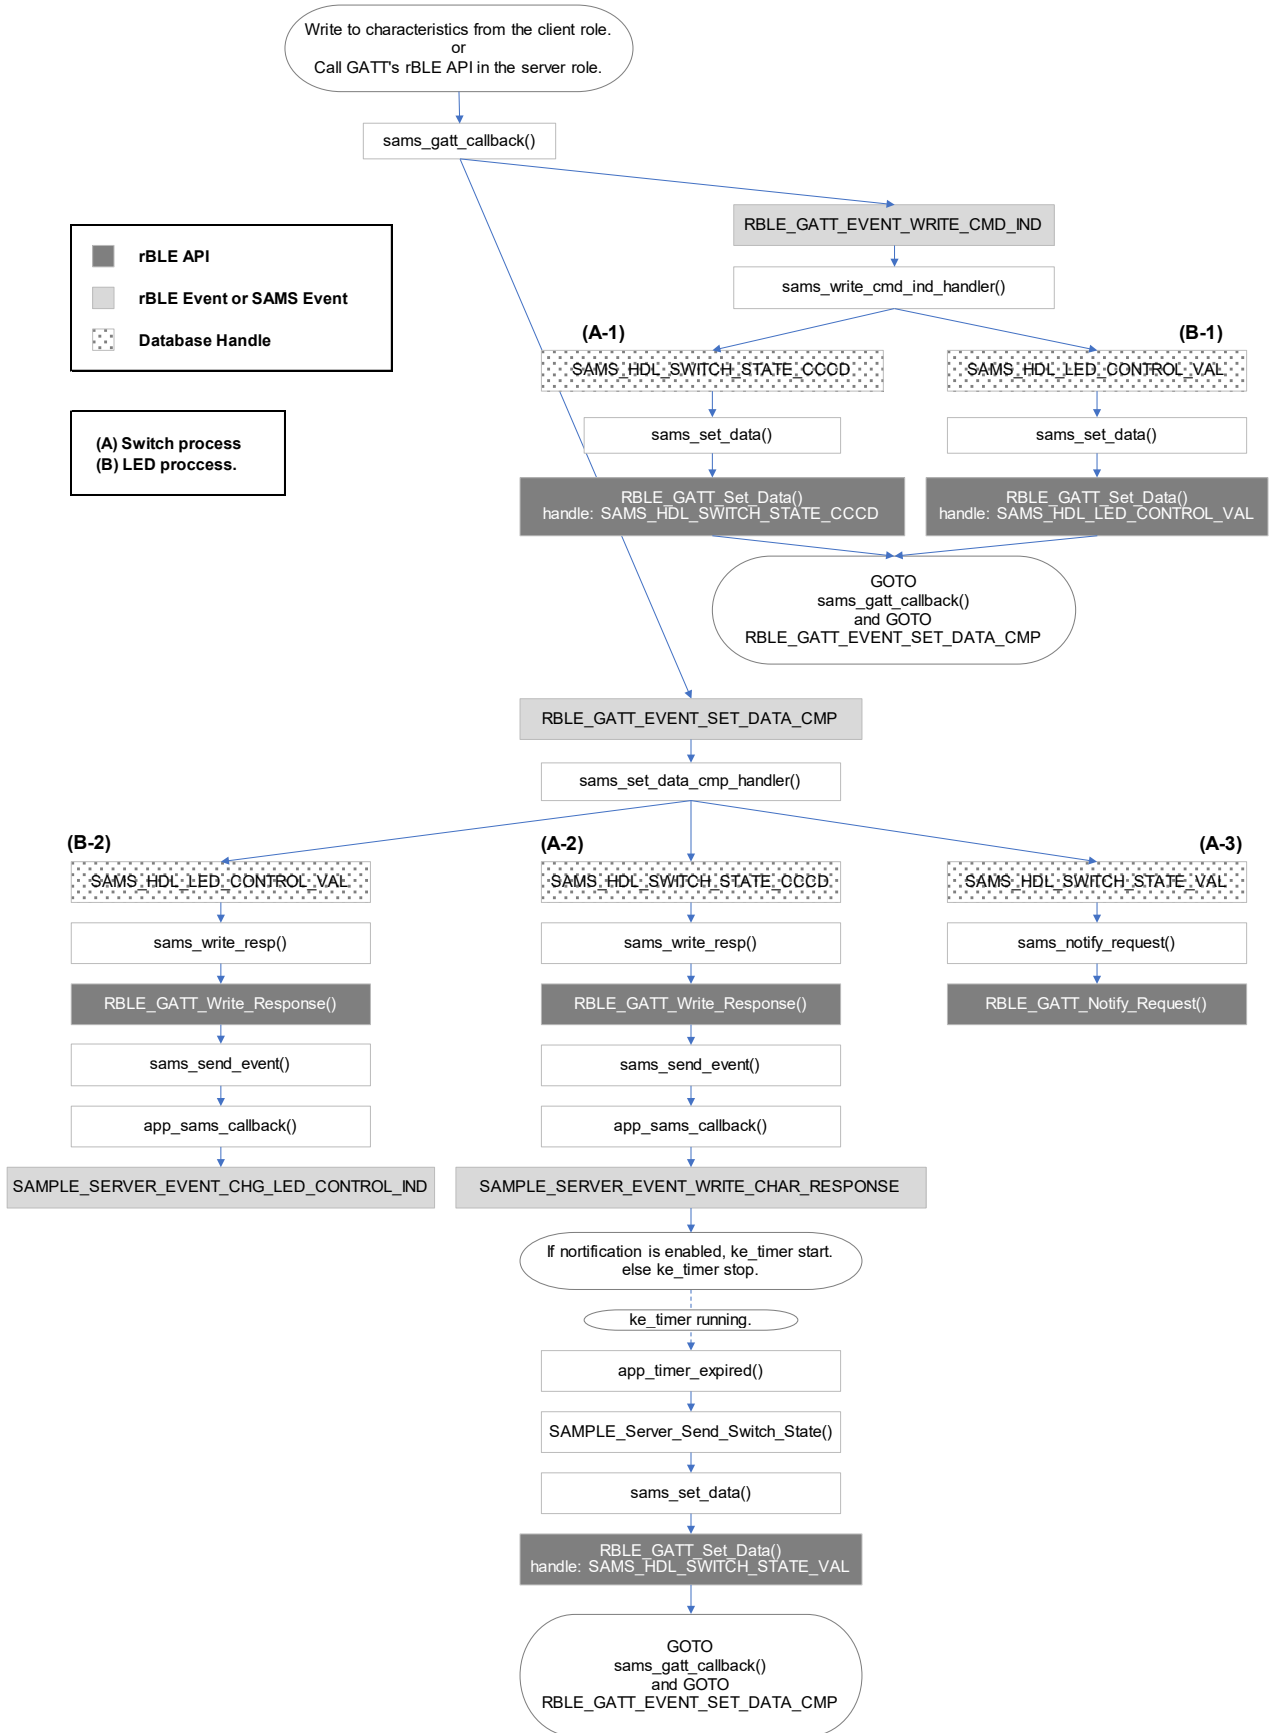 Write to characteristics from the client role.
or
Call GATT's rBLE API in the server role.
sams_gatt_callback()
RBLE_GATT_EVENT_WRITE_CMD_IND
sams_write_cmd_ind_handler()
rBLE API
rBLE Event or SAMS Event
Database Handle
(A) Switch process
(B) LED proccess.
(A-1)
SAMS_HDL_SWITCH_STATE_CCCD
sams_set_data()
RBLE_GATT_Set_Data()
handle: SAMS_HDL_SWITCH_STATE_CCCD
(B-1)
SAMS_HDL_LED_CONTROL_VAL
sams_set_data()
RBLE_GATT_Set_Data()
handle: SAMS_HDL_LED_CONTROL_VAL
GOTO
sams_gatt_callback()
and GOTO
RBLE_GATT_EVENT_SET_DATA_CMP
RBLE_GATT_EVENT_SET_DATA_CMP
sams_set_data_cmp_handler()
(B-2)
SAMS_HDL_LED_CONTROL_VAL
sams_write_resp()
RBLE_GATT_Write_Response()
sams_send_event()
app_sams_callback()
SAMPLE_SERVER_EVENT_CHG_LED_CONTROL_IND
(A-2)
SAMS_HDL_SWITCH_STATE_CCCD
sams_write_resp()
RBLE_GATT_Write_Response()
sams_send_event()
app_sams_callback()
SAMPLE_SERVER_EVENT_WRITE_CHAR_RESPONSE
If nortification is enabled, ke_timer start.
else ke_timer stop.
ke_timer running.
app_timer_expired()
SAMPLE_Server_Send_Switch_State()
sams_set_data()
RBLE_GATT_Set_Data()
handle: SAMS_HDL_SWITCH_STATE_VAL
GOTO
sams_gatt_callback()
and GOTO
RBLE_GATT_EVENT_SET_DATA_CMP
(A-3)
SAMS_HDL_SWITCH_STATE_VAL
sams_notify_request()
RBLE_GATT_Notify_Request()